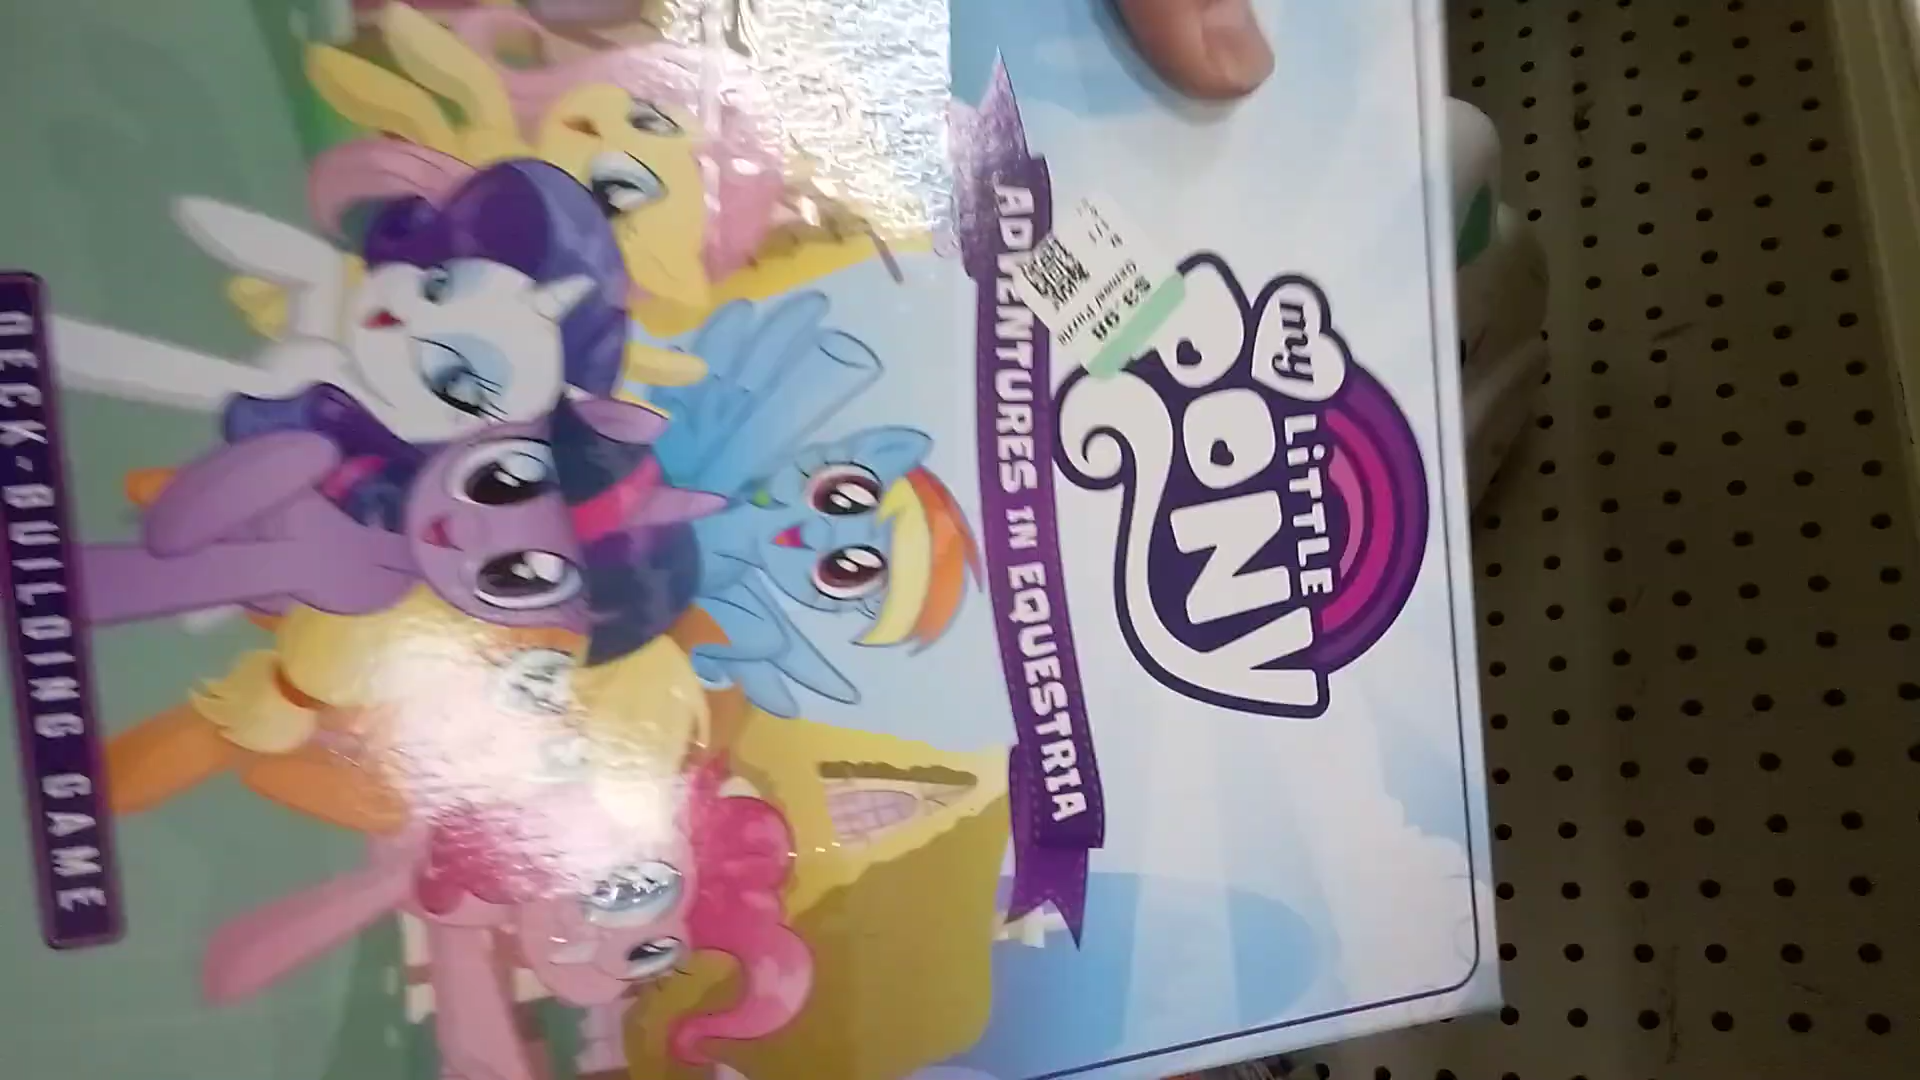 my
LiTTLE
PONY
ADVENTURES IN EQUESTRIA
$3.98
DECK-BUILDING GAME